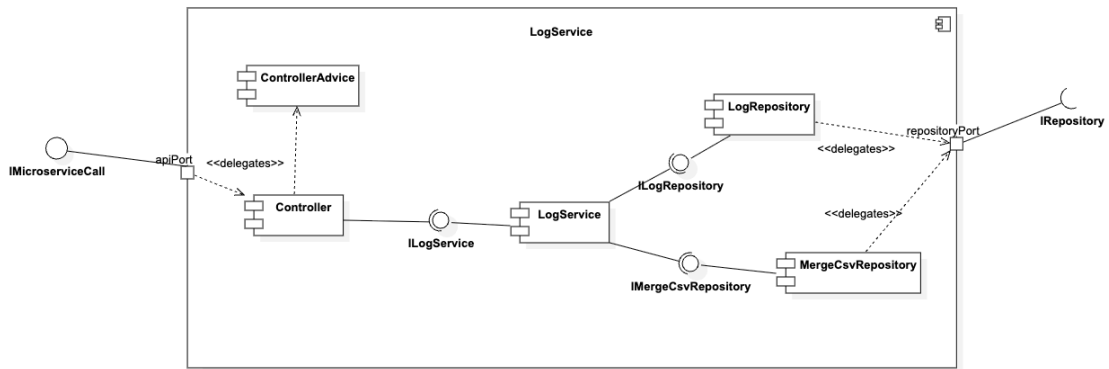 LogService
ControllerAdvice
LogRepository
repositoryPort
IRepository
apiPort
<<delegates>>
<<delegates>>
IMicroserviceCall
ILogRepository
Controller
LogService
<<delegates>>
ILogService
MergeCsvRepository
IMergeCsvRepository